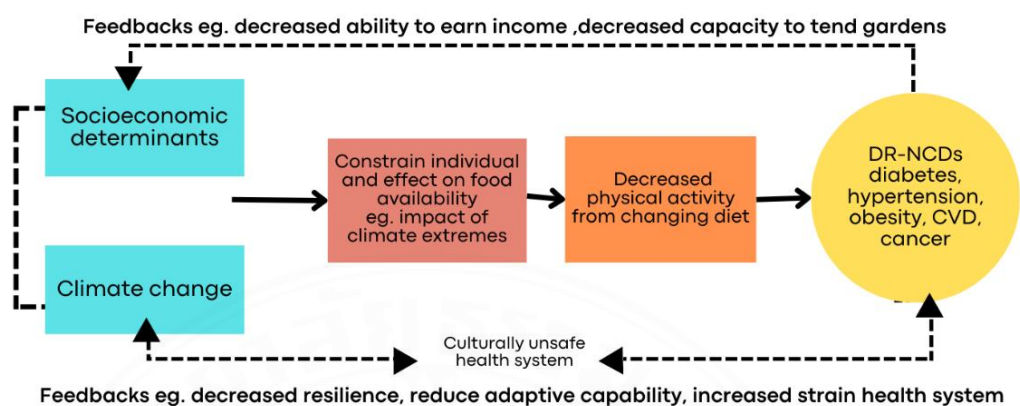 Feedbacks eg. decreased ability to earn income ,decreased capacity to tend gardens
Socioeconomic
determinants
Climate change
Constrain individual
and effect on food
availability
eg. impact of
climate extremes
Decreased
physical activity
from changing diet
DR-NCDs
diabetes,
hypertension,
obesity, CVD,
cancer
Culturally unsafe
health system
Feedbacks eg. decreased resilience, reduce adaptive capability, increased strain health system